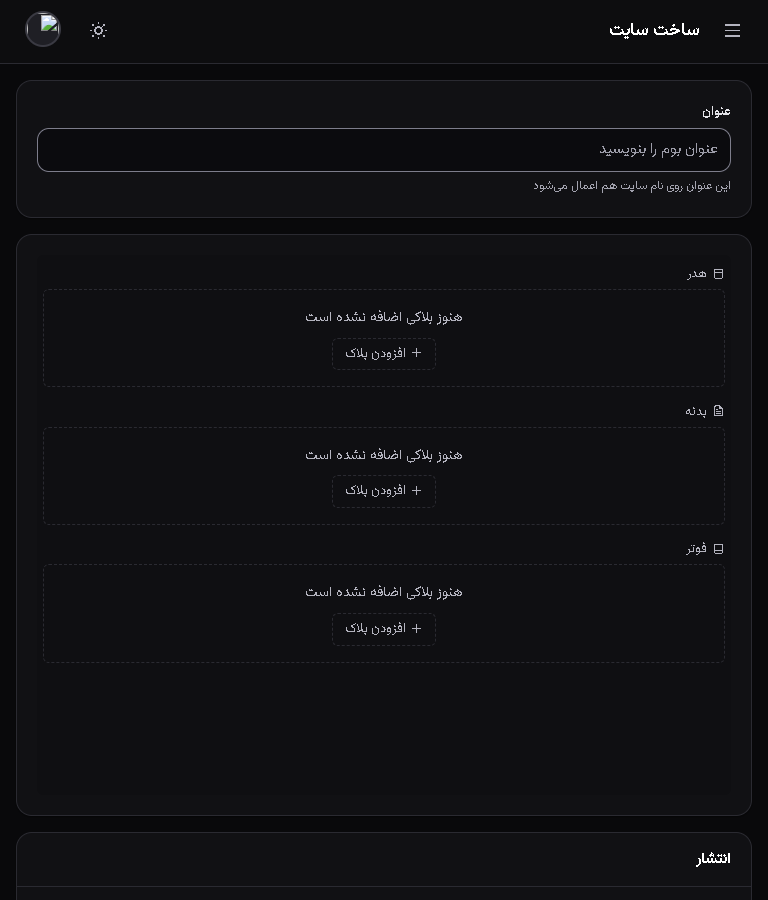 ساخت سایت
عنوان
عنوان بوم را بنویسید
این عنوان روی نام سایت هم اعمال می‌شود
هدر
هنوز بلاکی اضافه نشده است
افزودن بلاک
بدنه
هنوز بلاکی اضافه نشده است
افزودن بلاک
فوتر
هنوز بلاکی اضافه نشده است
افزودن بلاک
انتشار